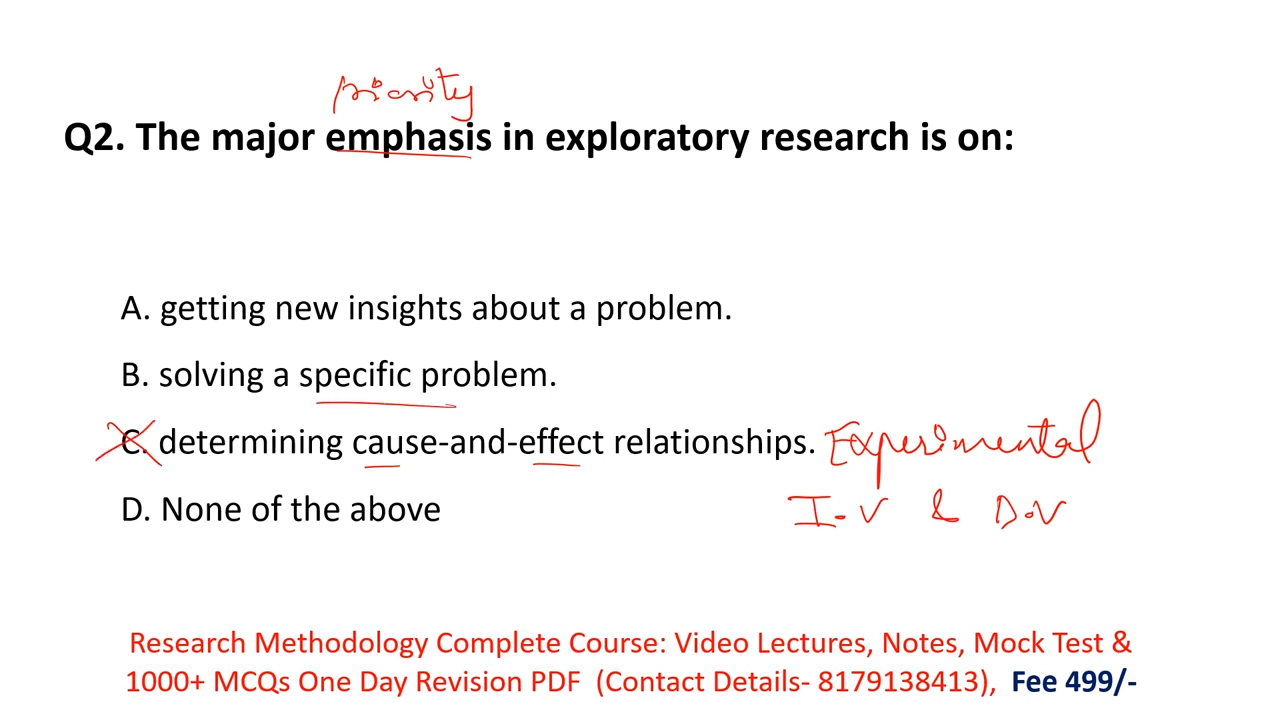 priority
Q2. The major emphasis in exploratory research is on:
A. getting new insights about a problem.
B. solving a specific problem.
C. determining cause-and-effect relationships. Experimental
D. None of the above I.V & D.V
Research Methodology Complete Course: Video Lectures, Notes, Mock Test &
1000+ MCQs One Day Revision PDF (Contact Details- 8179138413), Fee 499/-